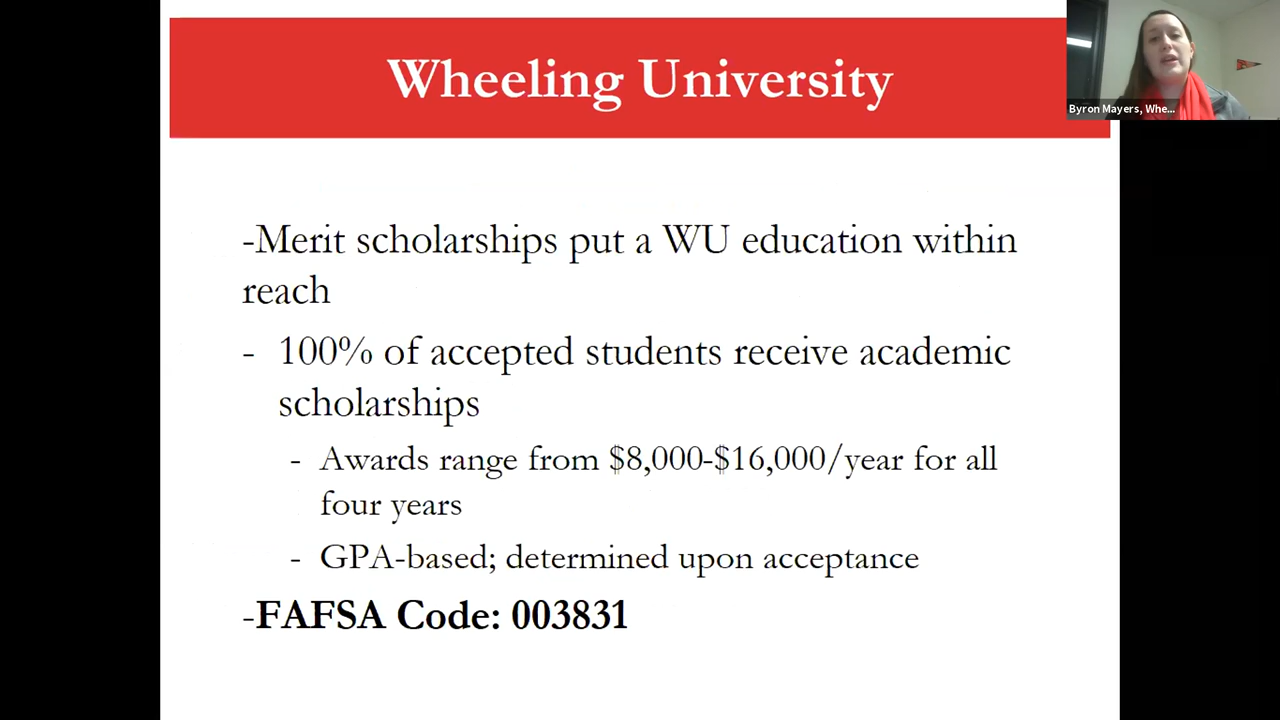 Wheeling University
Byron Mayers, Whe...
-Merit scholarships put a WU education within
reach
- 100% of accepted students receive academic
scholarships
- Awards range from $8,000-$16,000/year for all
four years
- GPA-based; determined upon acceptance
-FAFSA Code: 003831